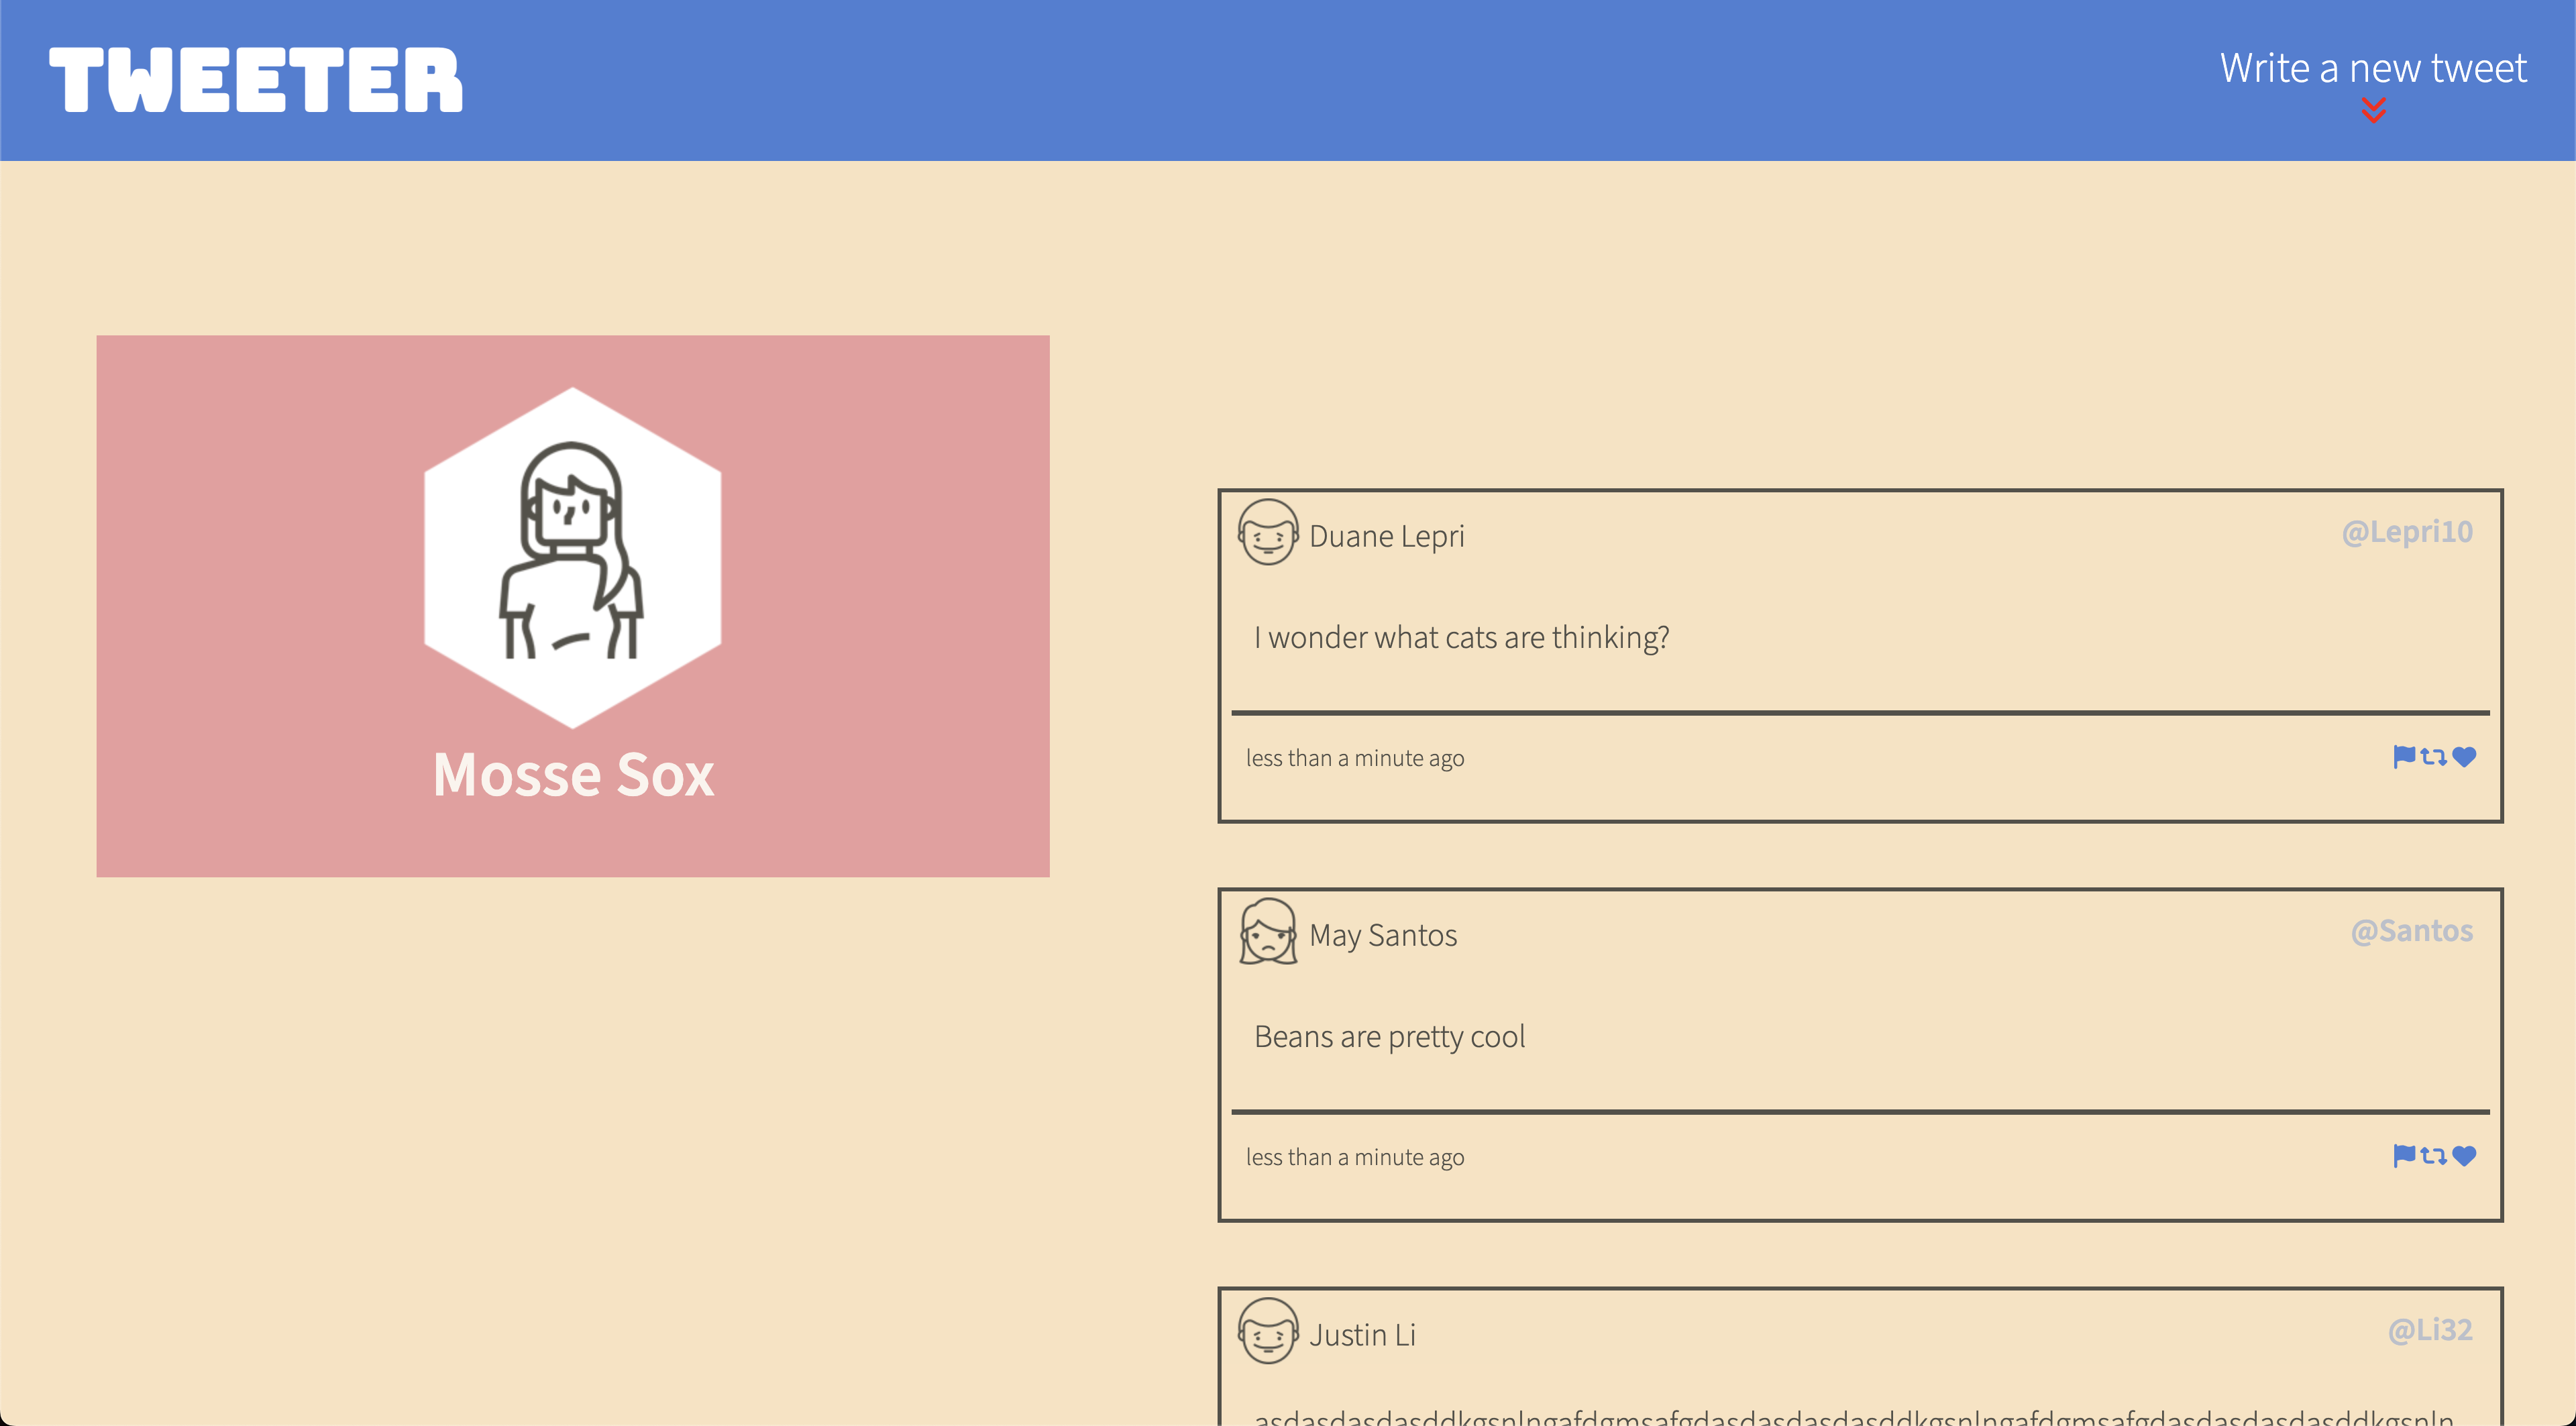 TWEETER
Write a new tweet
Mosse Sox
Duane Lepri
@Lepri10
I wonder what cats are thinking?
less than a minute ago
May Santos
@Santos
Beans are pretty cool
less than a minute ago
Justin Li
@Li32